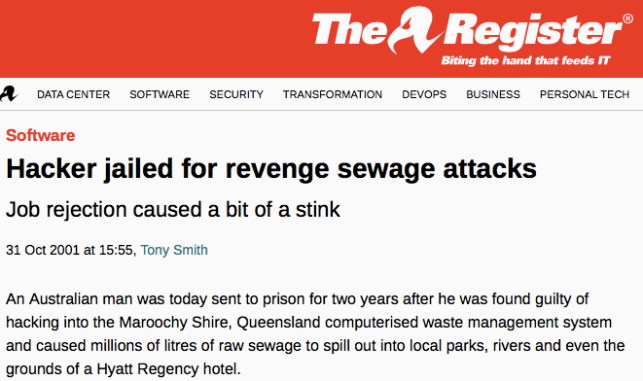 The Register®
Biting the hand that feeds IT
DATA CENTER SOFTWARE SECURITY TRANSFORMATION DEVOPS BUSINESS PERSONAL TECH
Software
Hacker jailed for revenge sewage attacks
Job rejection caused a bit of a stink
31 Oct 2001 at 15:55, Tony Smith
An Australian man was today sent to prison for two years after he was found guilty of
hacking into the Maroochy Shire, Queensland computerised waste management system
and caused millions of litres of raw sewage to spill out into local parks, rivers and even the
grounds of a Hyatt Regency hotel.